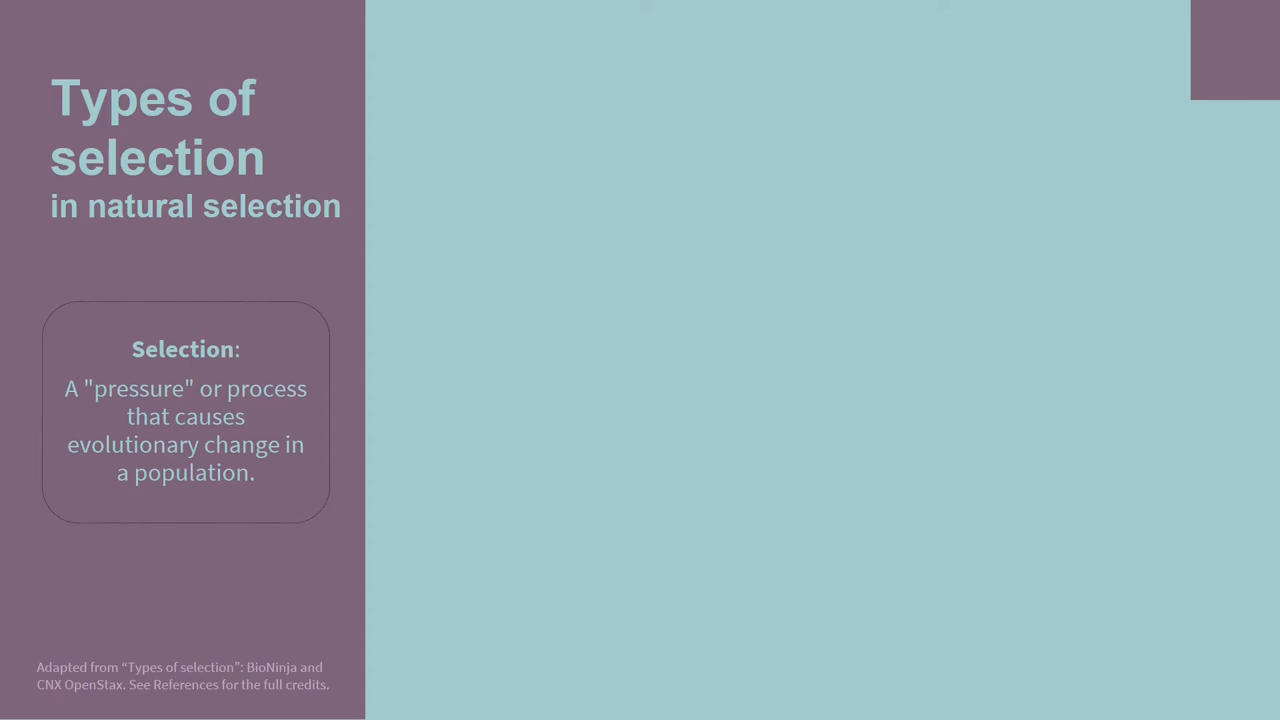 Types of
selection
in natural selection
Selection:
A "pressure" or process
that causes
evolutionary change in
a population.
Adapted from “Types of selection”: BioNinja and
CNX OpenStax. See References for the full credits.